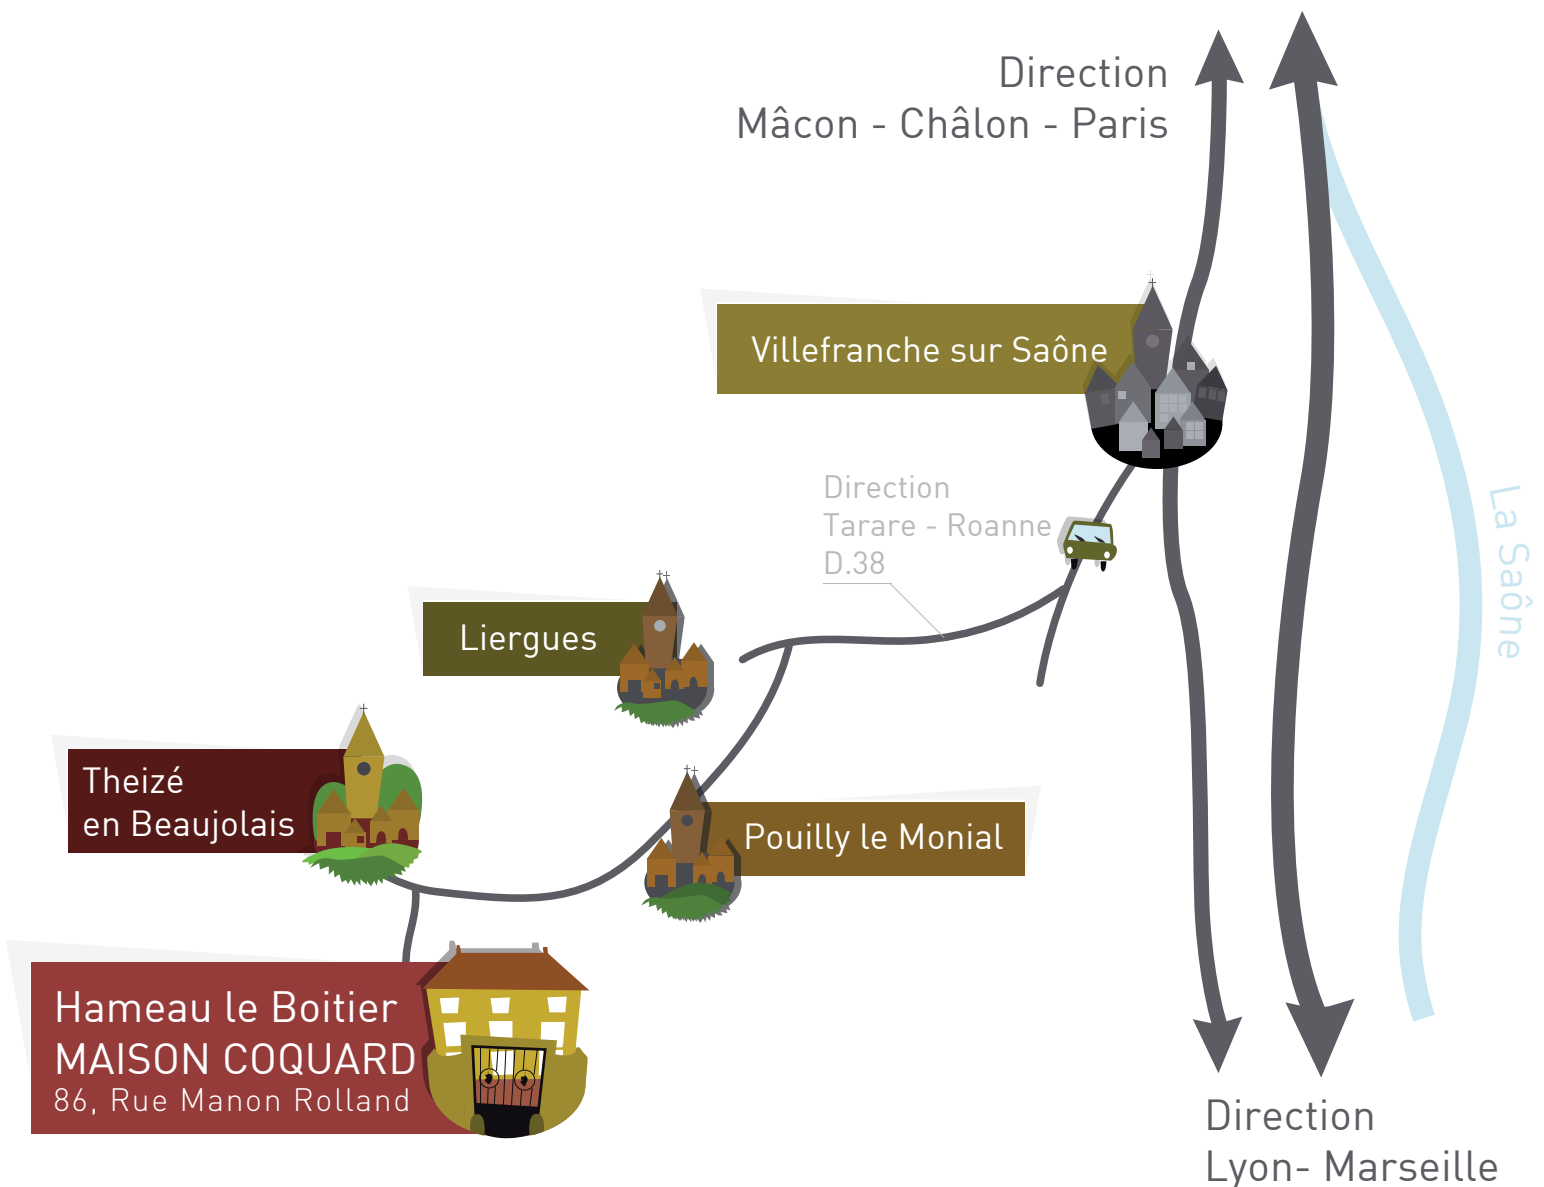 Direction
Mâcon - Châlon - Paris
Villefranche sur Saône
Direction
Tarare - Roanne
D.38
La Saône
Liergues
Theizé
en Beaujolais
Pouilly le Monial
Hameau le Boitier
MAISON COQUARD
86, Rue Manon Rolland
Direction
Lyon- Marseille